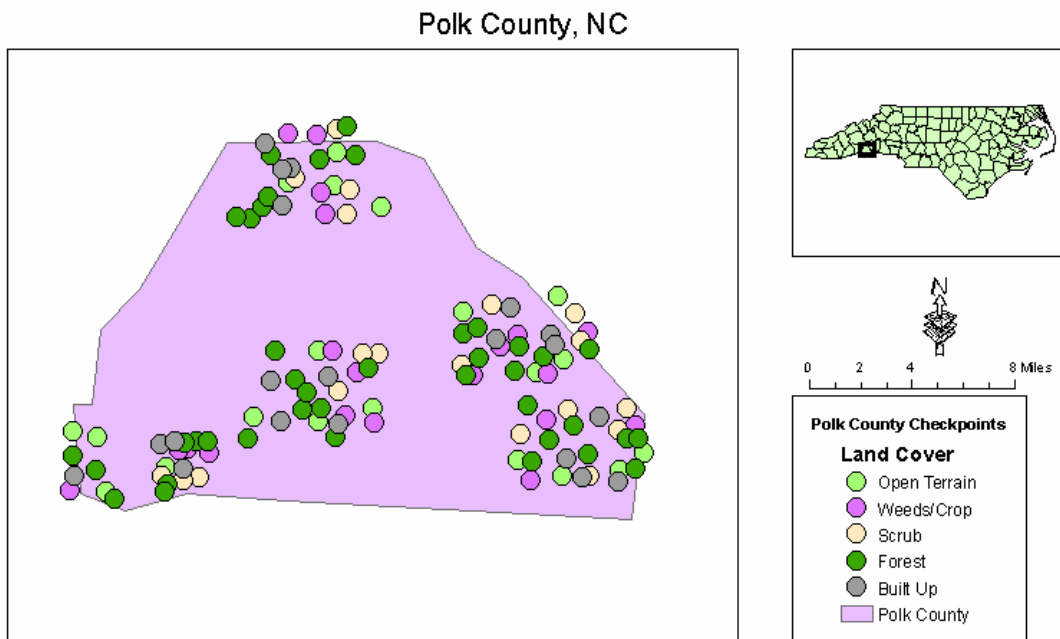 Polk County, NC
N
0 2 4 8 Miles
Polk County Checkpoints
Land Cover
Open Terrain
Weeds/Crop
Scrub
Forest
Built Up
Polk County